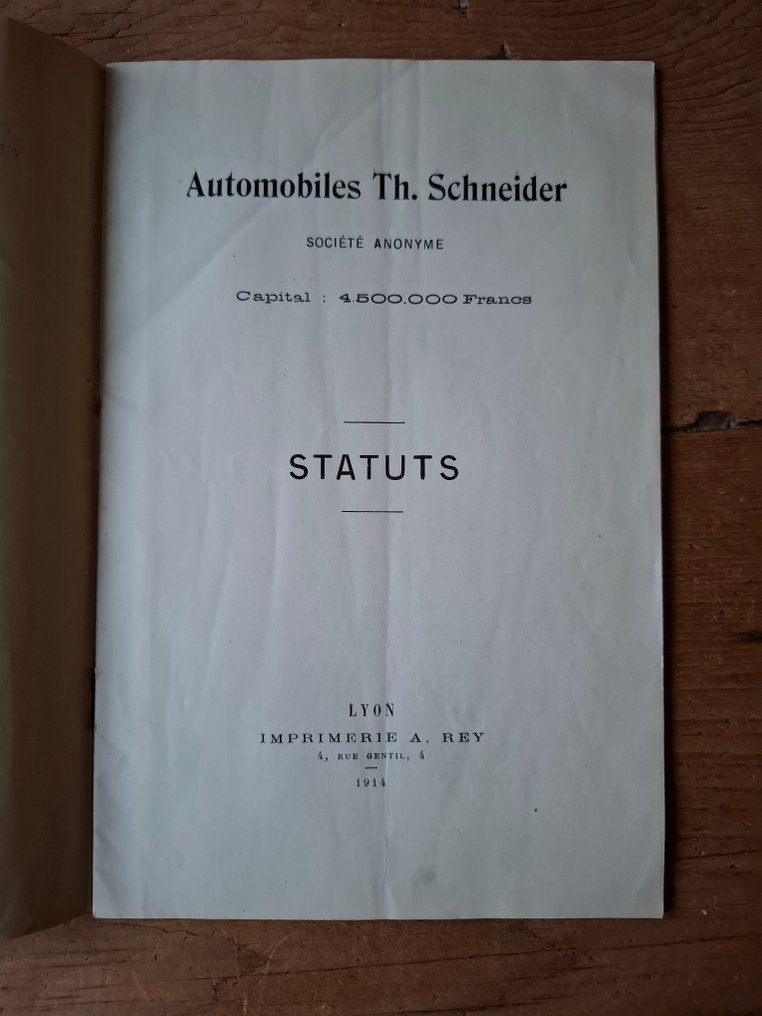 Automobiles Th. Schneider
SOCIÉTÉ ANONYME
Capital : 4.500.000 Francs
STATUTS
LYON
IMPRIMERIE A. REY
4, RUE GENTIL, 4
1914